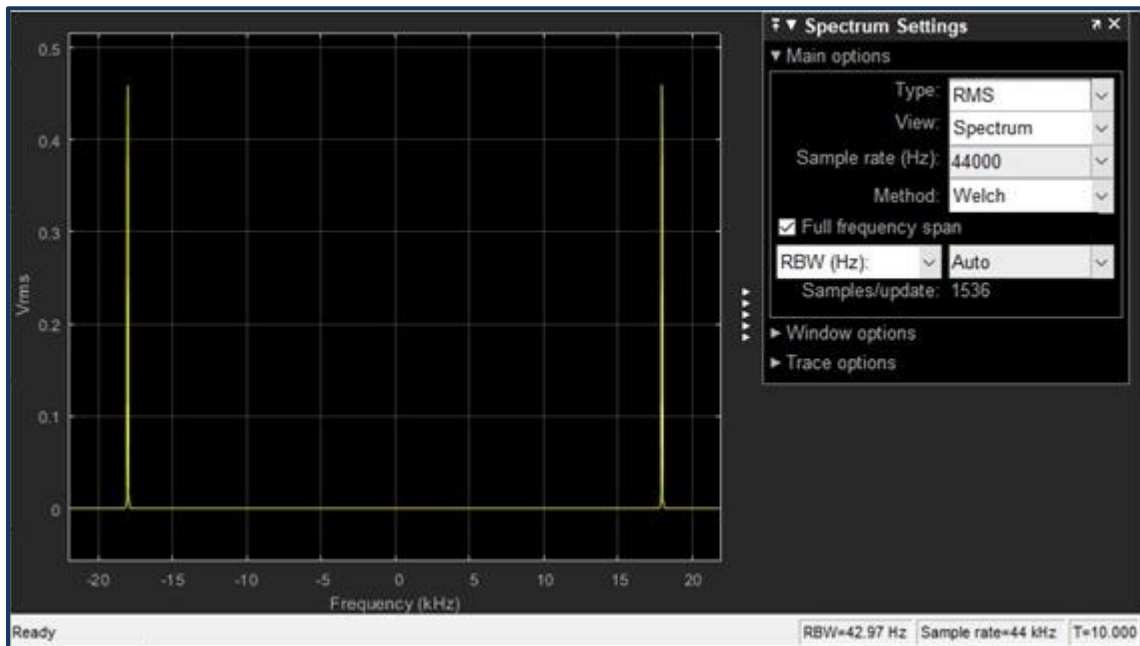 Spectrum Settings
Main options
Type: RMS
View: Spectrum
Sample rate (Hz): 44000
Method: Welch
Full frequency span
RBW (Hz): Auto
Samples/update: 1536
Window options
Trace options
0.5
0.4
0.3
0.2
0.1
0
Vrms
-20 -15 -10 -5 0 5 10 15 20
Frequency (kHz)
Ready RBW=42.97 Hz Sample rate=44 kHz T=10.000